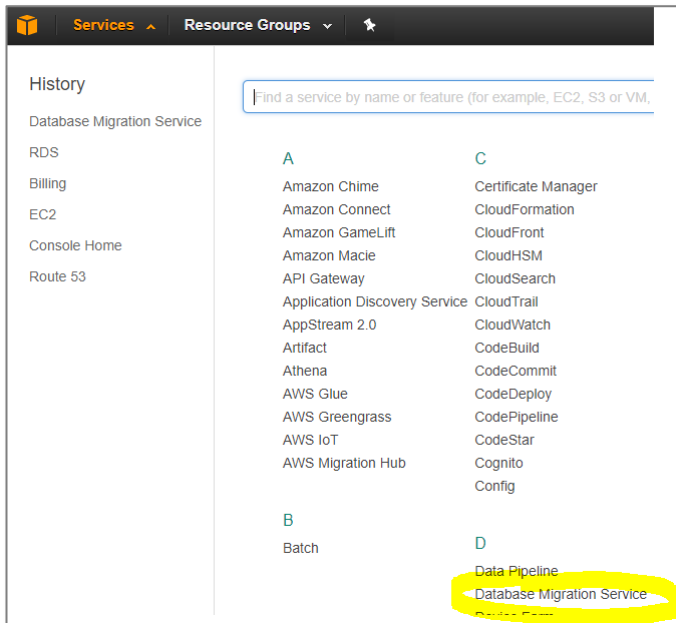 Services Resource Groups
History
Database Migration Service
RDS
Billing
EC2
Console Home
Route 53
Find a service by name or feature (for example, EC2, S3 or VM,
A
Amazon Chime
Amazon Connect
Amazon GameLift
Amazon Macie
API Gateway
Application Discovery Service
AppStream 2.0
Artifact
Athena
AWS Glue
AWS Greengrass
AWS IoT
AWS Migration Hub
B
Batch
C
Certificate Manager
CloudFormation
CloudFront
CloudHSM
CloudSearch
CloudTrail
CloudWatch
CodeBuild
CodeCommit
CodeDeploy
CodePipeline
CodeStar
Cognito
Config
D
Data Pipeline
Database Migration Service